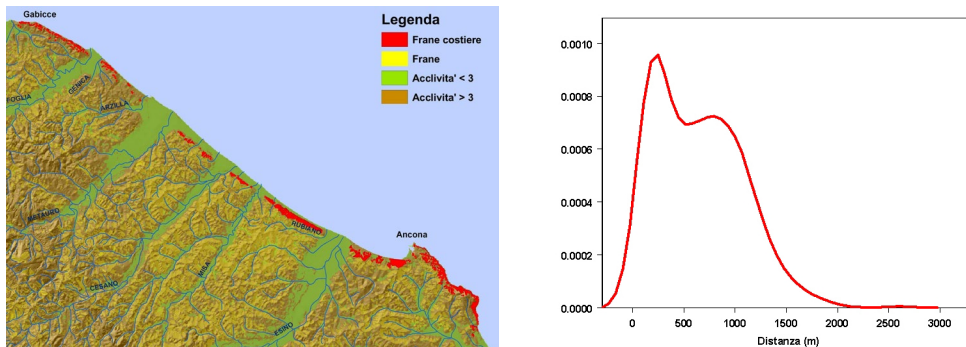 Gabicce
Legenda
Frane costiere
Frane
Acclivita' < 3
Acclivita' > 3
FOGLIA
GENICA
ARZILLA
METAURO
CESANO
MISA
RUBIANO
ESINO
Ancona
0.0010
0.0008
0.0006
0.0004
0.0002
0.0000
0
500
1000
1500
2000
2500
3000
Distanza (m)